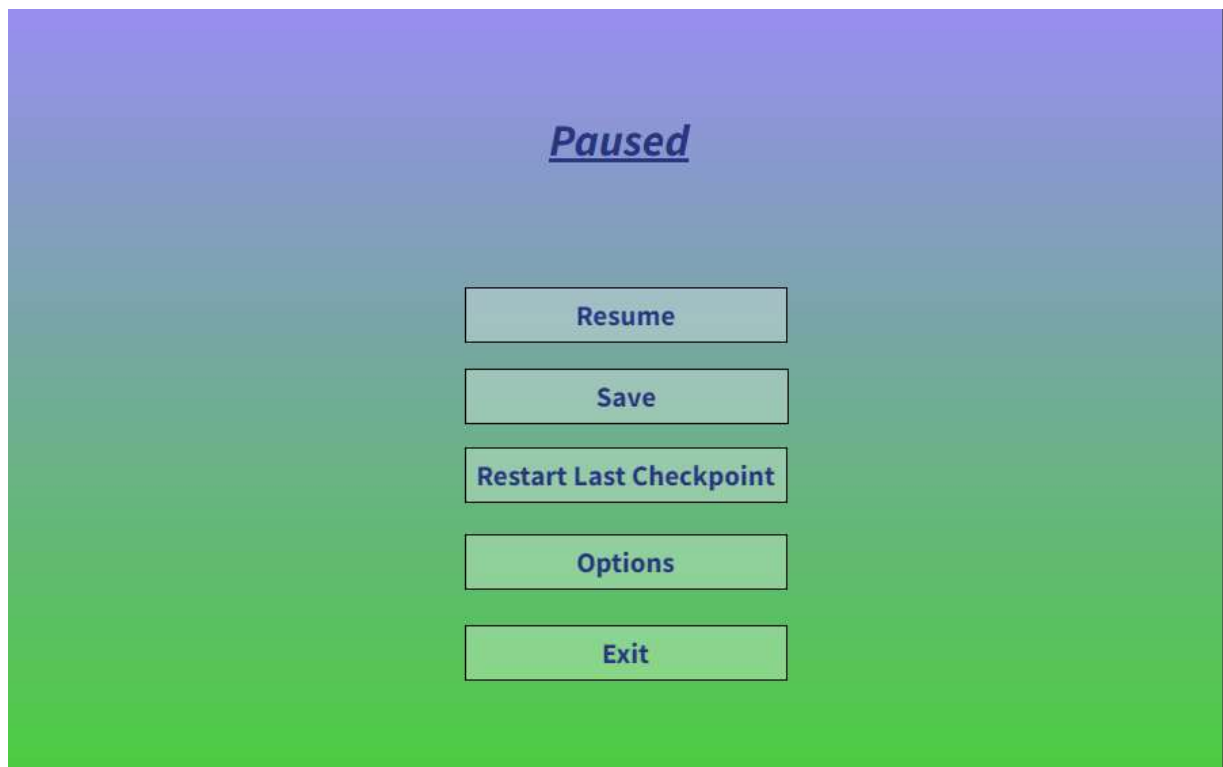 Paused
Resume
Save
Restart Last Checkpoint
Options
Exit